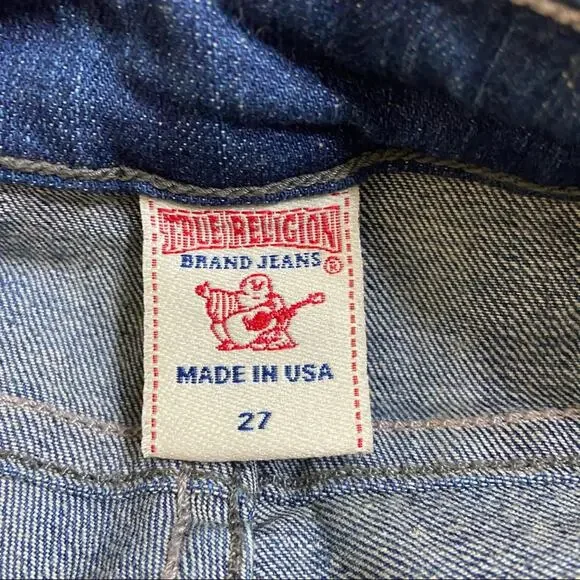 TRUE RELIGION
BRAND JEANS®
MADE IN USA
27